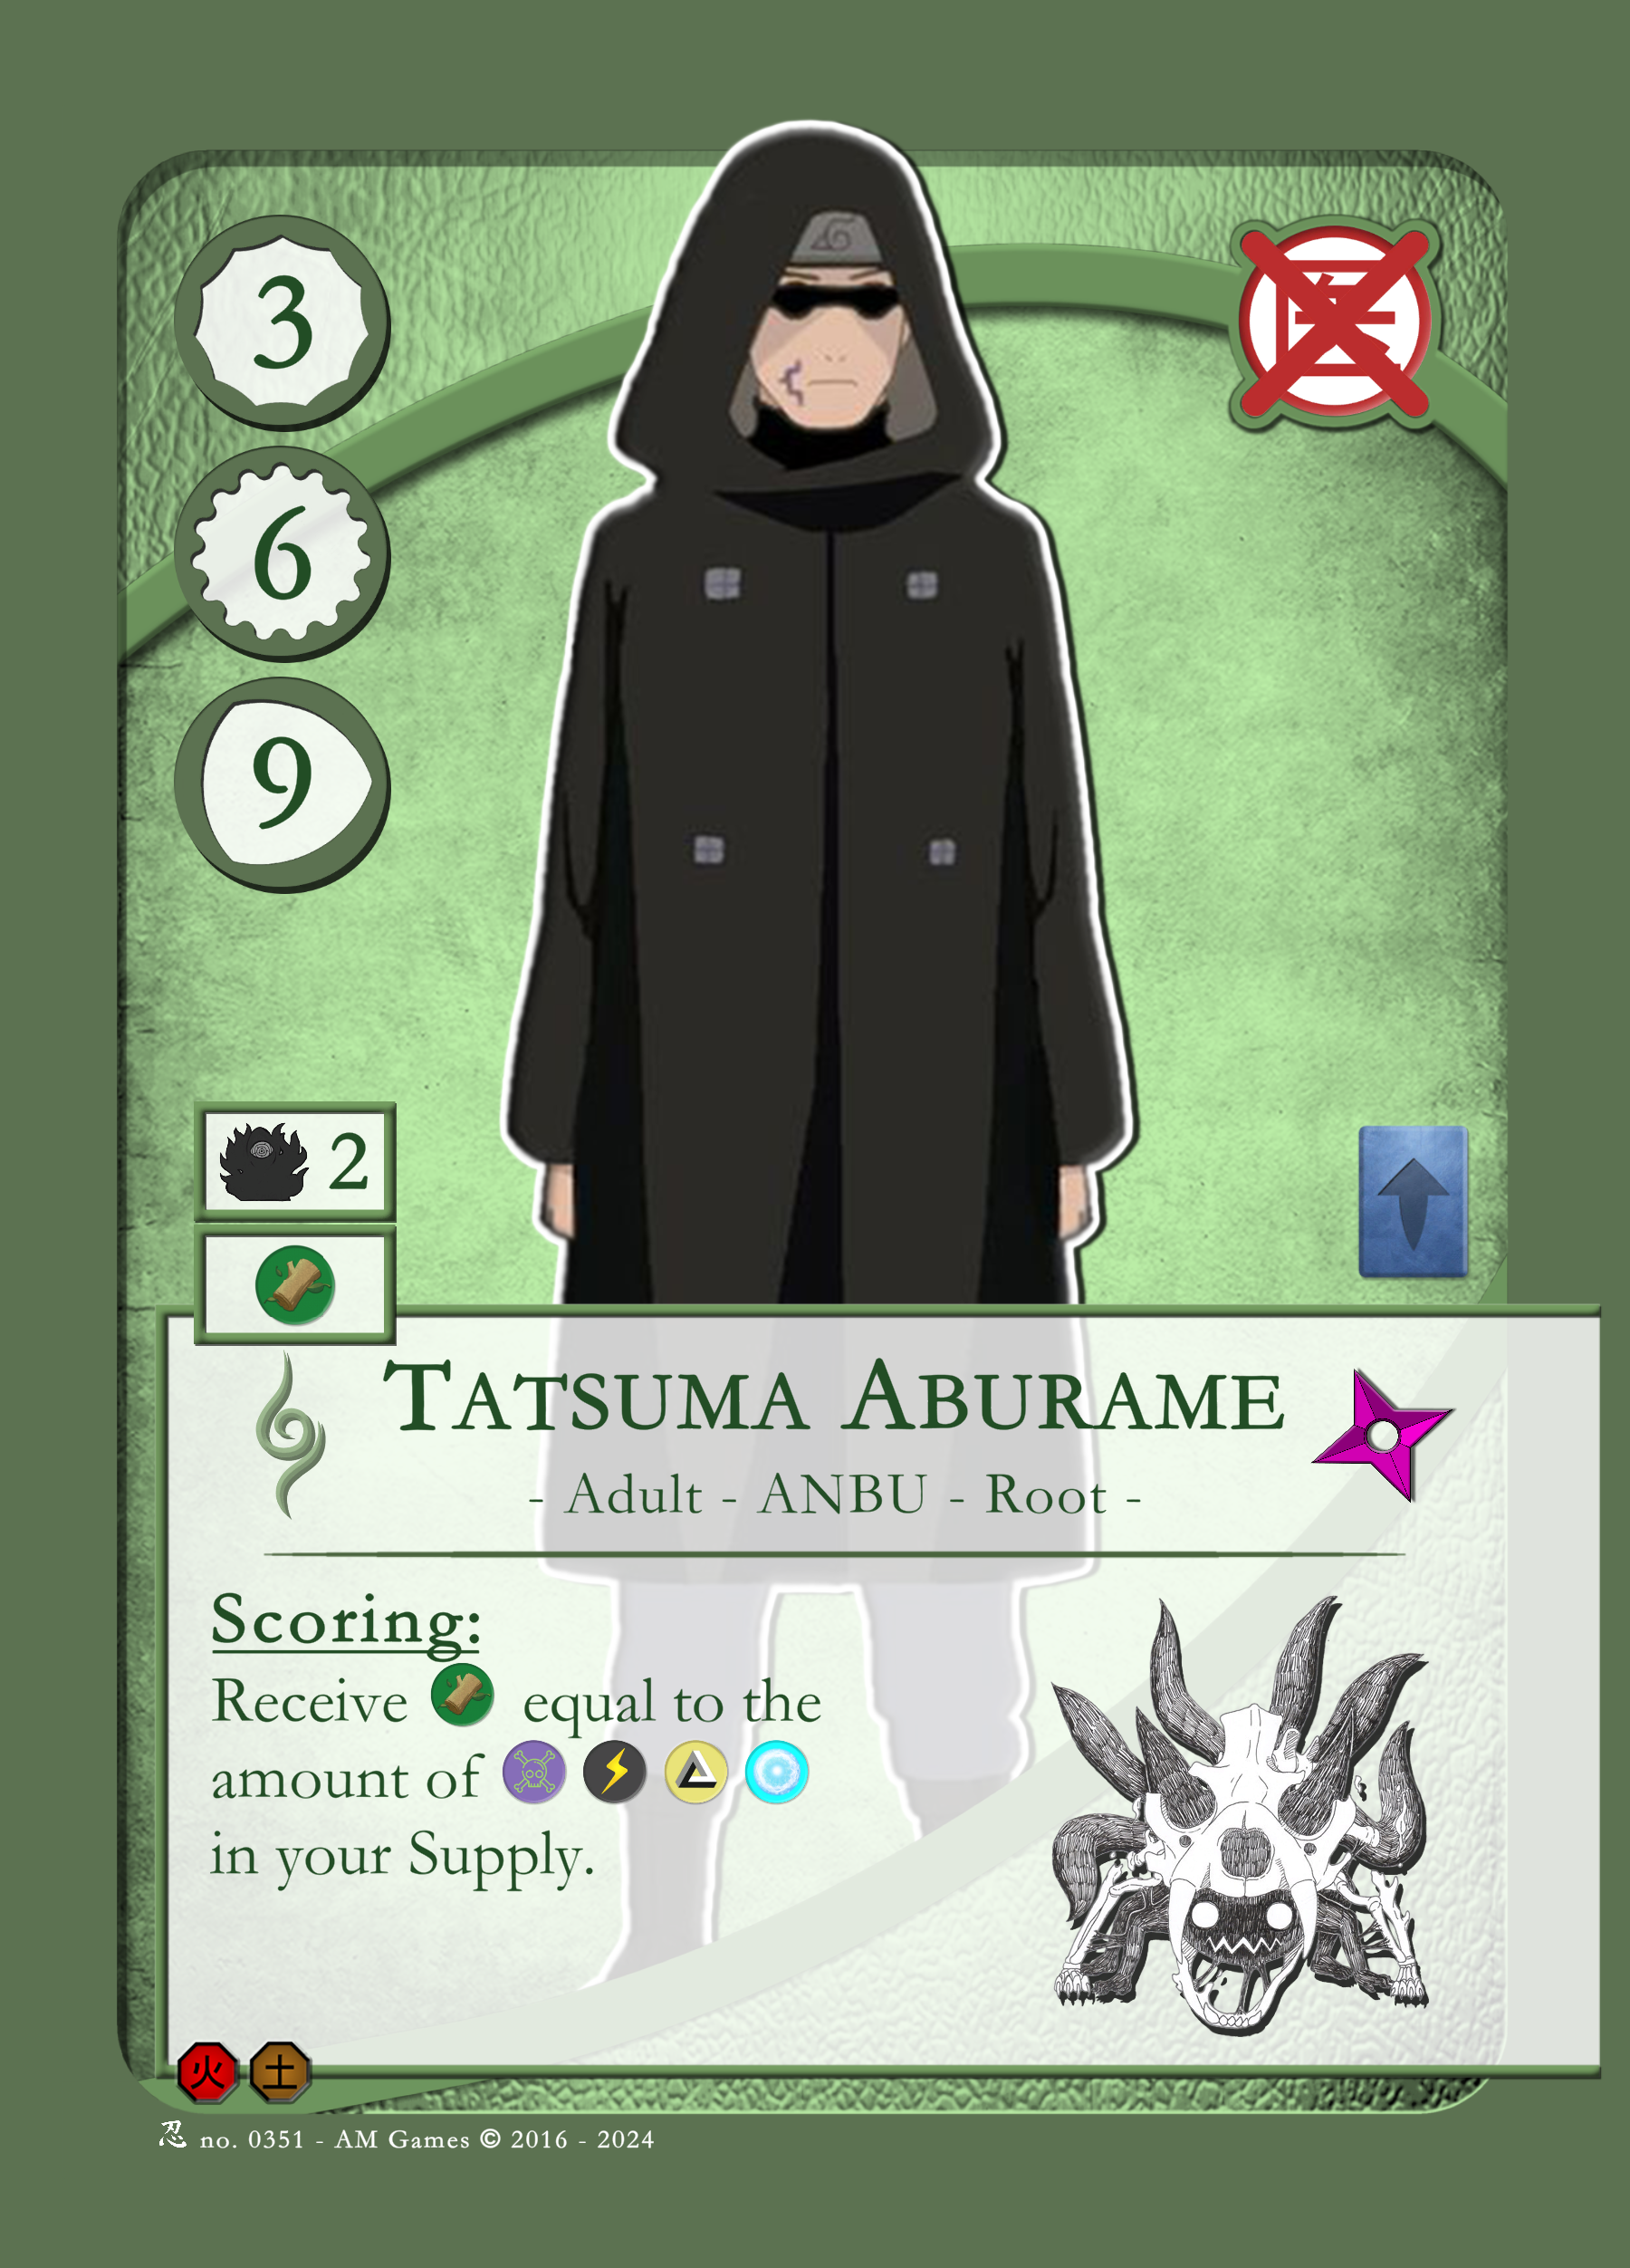 3
6
9
医
2
Tatsuma Aburame
- Adult - ANBU - Root -
Scoring:
Receive equal to the
amount of
in your Supply.
火 土
忍 no. 0351 - AM Games © 2016 - 2024